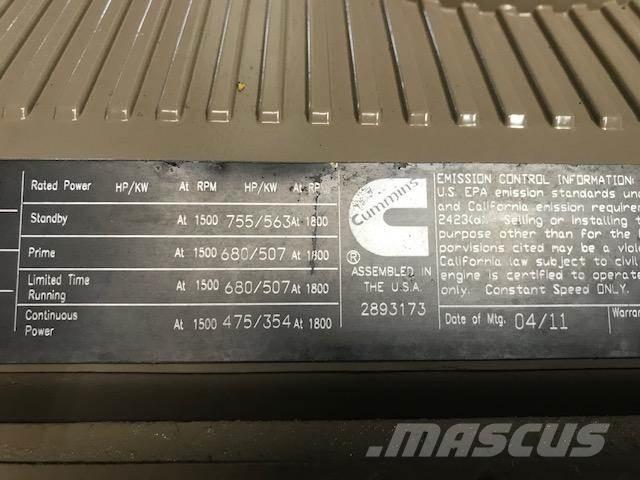 Rated Power HP/KW At RPM HP/KW At RP
Standby At 1500 755/563 At 1800
Prime At 1500 680/507 At 1800
Limited Time
Running At 1500 680/507 At 1800
Continuous
Power At 1500 475/354 At 1800
Cummins
®
ASSEMBLED IN
THE U.S.A.
2893173
EMISSION CONTROL INFORMATION
U.S. EPA emission standards
and California emission
Selling or installing
purpose other than for the
porvisions cited may be a
California law subject to civil
engine is certified to
only. Constant Speed ONLY.
Date of Mfg. 04/11
MASCUS